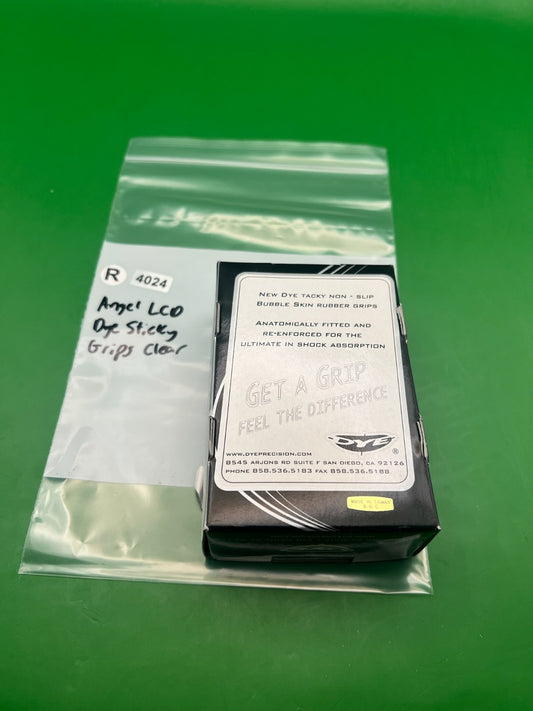 R 4024
Angel LCD
Dye Sticky
Grips Clear
NEW DYE TACKY NON - SLIP
BUBBLE SKIN RUBBER GRIPS
ANATOMICALLY FITTED AND
RE-ENFORCED FOR THE
ULTIMATE IN SHOCK ABSORPTION
GET A GRIP
FEEL THE DIFFERENCE
DYE ®
WWW.DYEPRECISION.COM
8545 ARJONS RD SUITE F SAN DIEGO, CA 92126
PHONE 858.536.5183 FAX 858.536.5188
MADE IN TAIWAN
R.O.C.